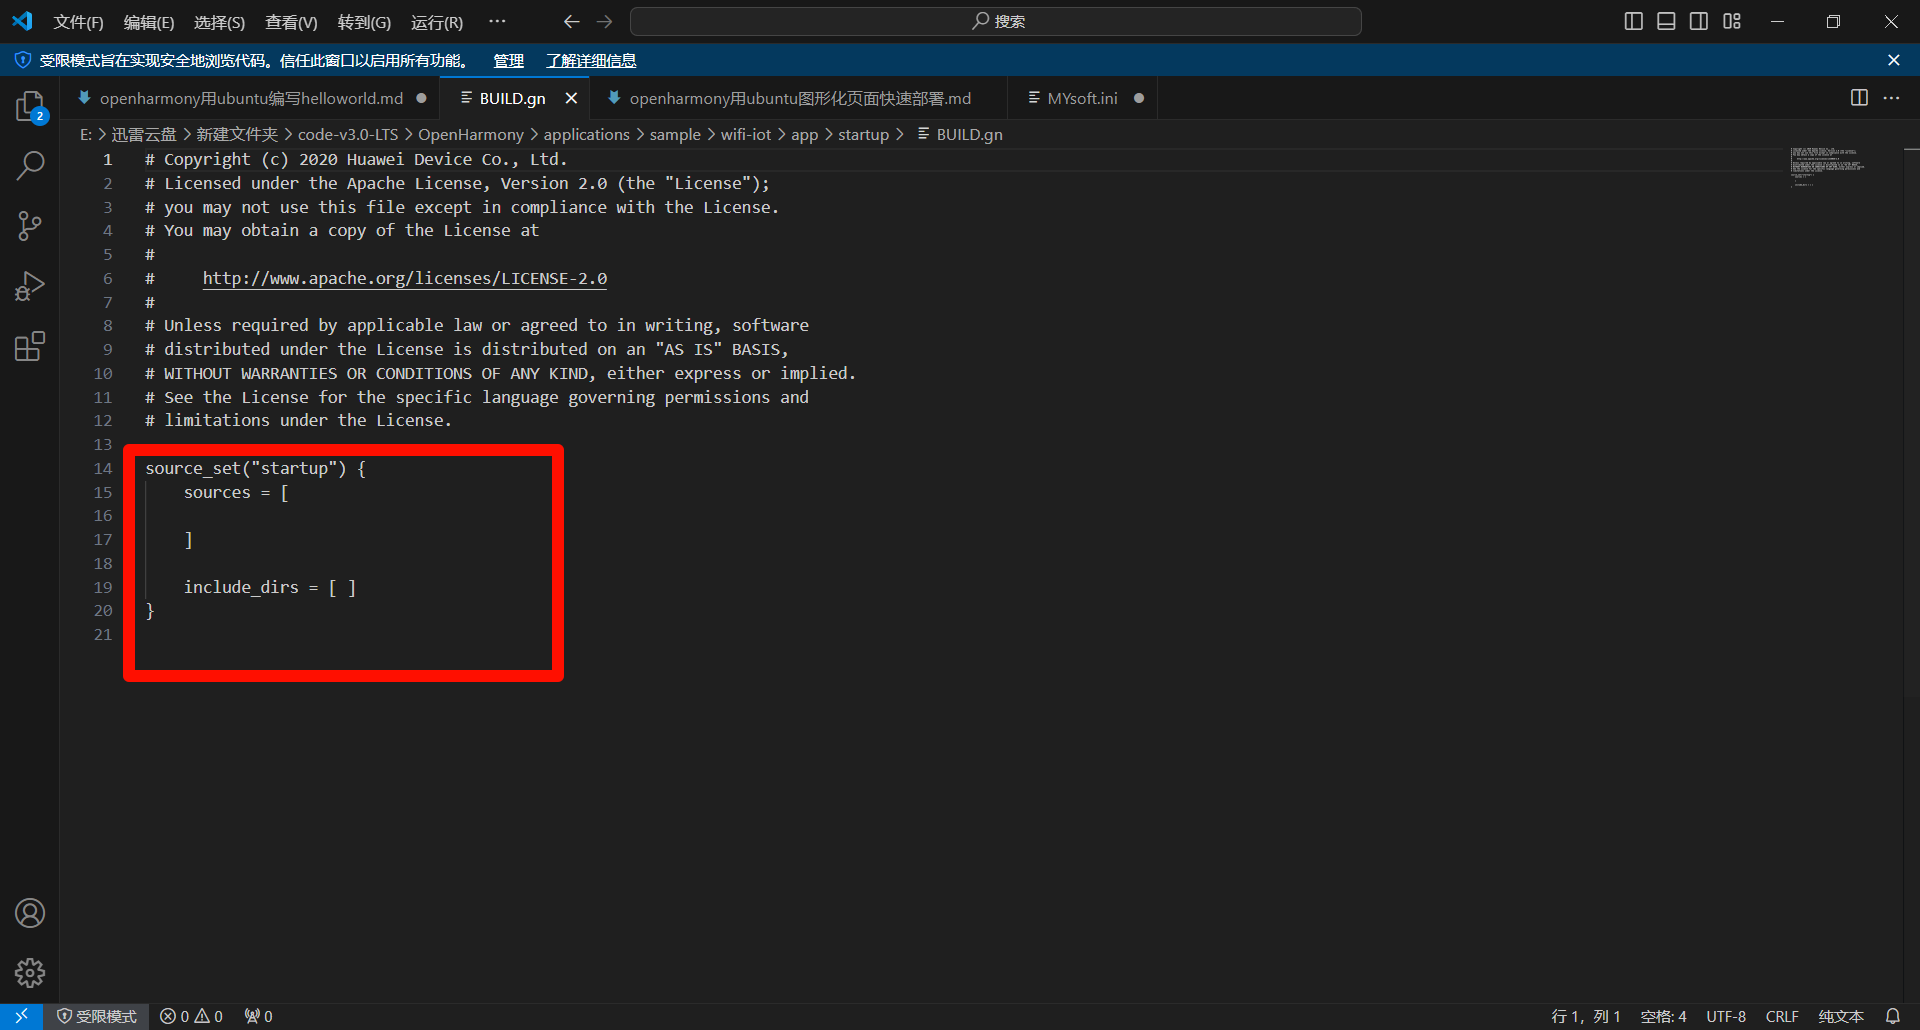 文件(F) 编辑(E) 选择(S) 查看(V) 转到(G) 运行(R) ··· 搜索
受限模式旨在实现安全地浏览代码。信任此窗口以启用所有功能。 管理 了解详细信息
openharmony用ubuntu编写helloworld.md BUILD.gn openharmony用ubuntu图形化页面快速部署.md MYsoft.ini
2
E: > 迅雷云盘 > 新建文件夹 > code-v3.0-LTS > OpenHarmony > applications > sample > wifi-iot > app > startup > BUILD.gn
1 # Copyright (c) 2020 Huawei Device Co., Ltd.
2 # Licensed under the Apache License, Version 2.0 (the "License");
3 # you may not use this file except in compliance with the License.
4 # You may obtain a copy of the License at
5 #
6 #     http://www.apache.org/licenses/LICENSE-2.0
7 #
8 # Unless required by applicable law or agreed to in writing, software
9 # distributed under the License is distributed on an "AS IS" BASIS,
10 # WITHOUT WARRANTIES OR CONDITIONS OF ANY KIND, either express or implied.
11 # See the License for the specific language governing permissions and
12 # limitations under the License.
13
14 source_set("startup") {
15     sources = [
16
17     ]
18
19     include_dirs = [ ]
20 }
21
受限模式 0 0 0 行 1，列 1 空格: 4 UTF-8 CRLF 纯文本